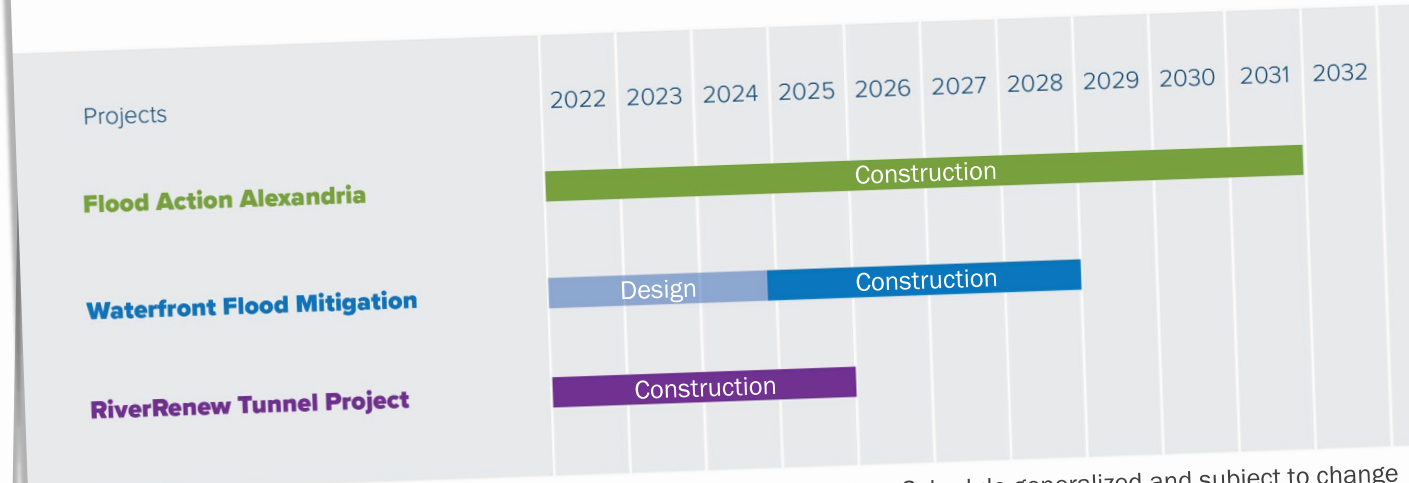 Projects 2022 2023 2024 2025 2026 2027 2028 2029 2030 2031 2032
Flood Action Alexandria Construction
Waterfront Flood Mitigation Design Construction
RiverRenew Tunnel Project Construction
generalized and subject to change